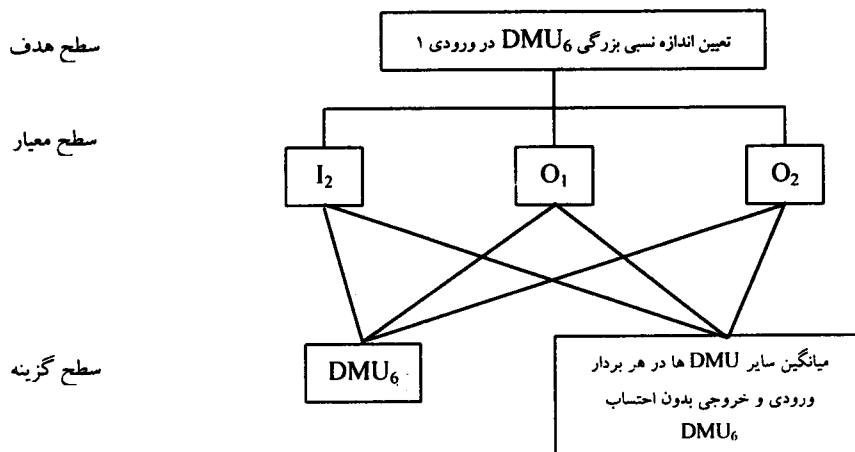 سطح هدف
تعیین اندازه نسبی بزرگی DMU6 در ورودی ۱
سطح معیار
I2
O1
O2
سطح گزینه
DMU6
میانگین سایر DMU ها در هر بردار
ورودی و خروجی بدون احتساب
DMU6